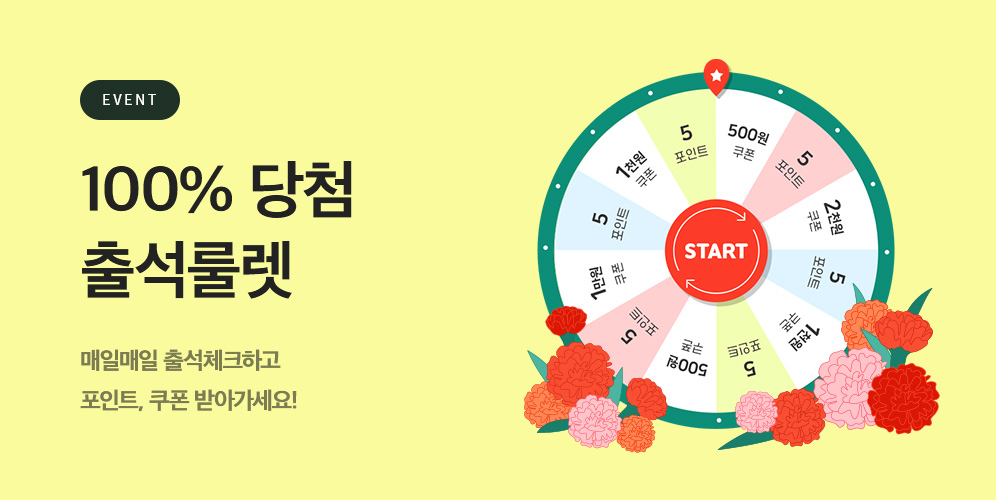 EVENT
100% 당첨
출석룰렛
매일매일 출석체크하고
포인트, 쿠폰 받아가세요!
500원
쿠폰
5
포인트
2천원
쿠폰
5
포인트
1천원
쿠폰
5
포인트
500원
쿠폰
5
포인트
1만원
쿠폰
5
포인트
1천원
쿠폰
5
포인트
START